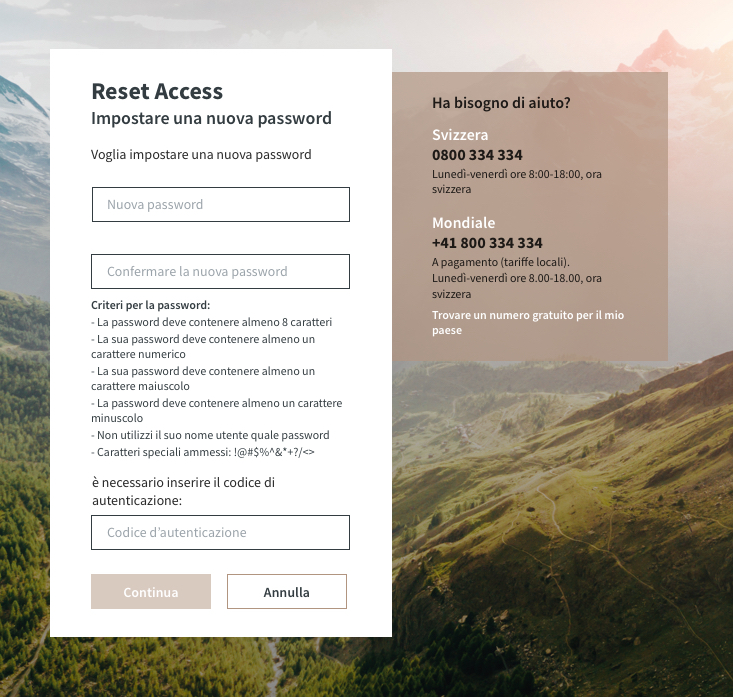 Reset Access
Impostare una nuova password
Voglia impostare una nuova password
Nuova password
Confermare la nuova password
Criteri per la password:
- La password deve contenere almeno 8 caratteri
- La sua password deve contenere almeno un
carattere numerico
- La sua password deve contenere almeno un
carattere maiuscolo
- La password deve contenere almeno un carattere
minuscolo
- Non utilizzi il suo nome utente quale password
- Caratteri speciali ammessi: !@#$%^&*+?/<>
è necessario inserire il codice di
autenticazione:
Codice d’autenticazione
Continua
Annulla
Ha bisogno di aiuto?
Svizzera
0800 334 334
Lunedì-venerdì ore 8:00-18:00, ora
svizzera
Mondiale
+41 800 334 334
A pagamento (tariffe locali).
Lunedì-venerdì ore 8.00-18.00, ora
svizzera
Trovare un numero gratuito per il mio
paese